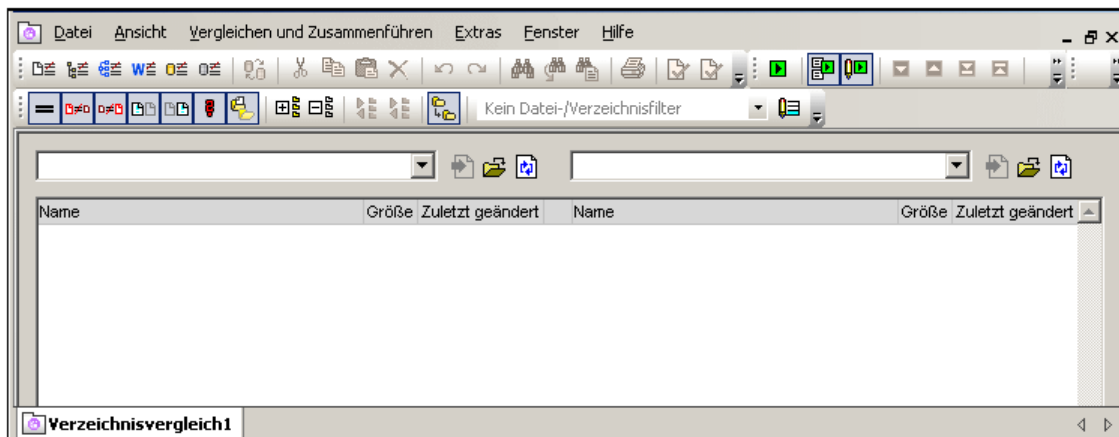 Datei Ansicht Vergleichen und Zusammenführen Extras Fenster Hilfe
Kein Datei-/Verzeichnisfilter
Name Größe Zuletzt geändert Name Größe Zuletzt geändert
Verzeichnisvergleich1